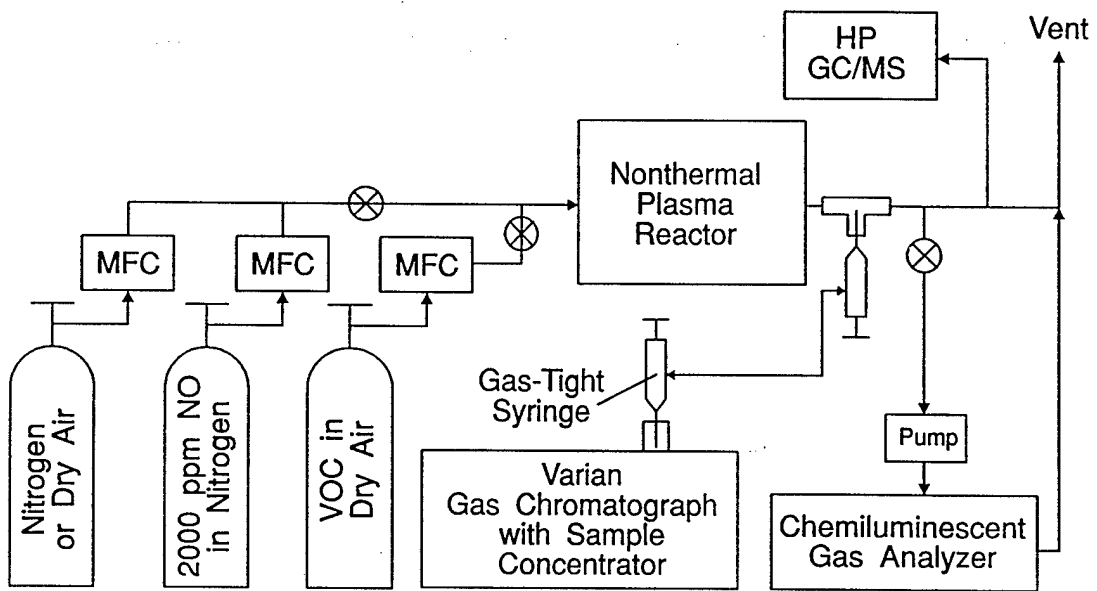 Vent
HP
GC/MS
Nonthermal
Plasma
Reactor
MFC
MFC
MFC
Gas-Tight
Syringe
Nitrogen
or Dry Air
2000 ppm NO
in Nitrogen
VOC in
Dry Air
Varian
Gas Chromatograph
with Sample
Concentrator
Pump
Chemiluminescent
Gas Analyzer